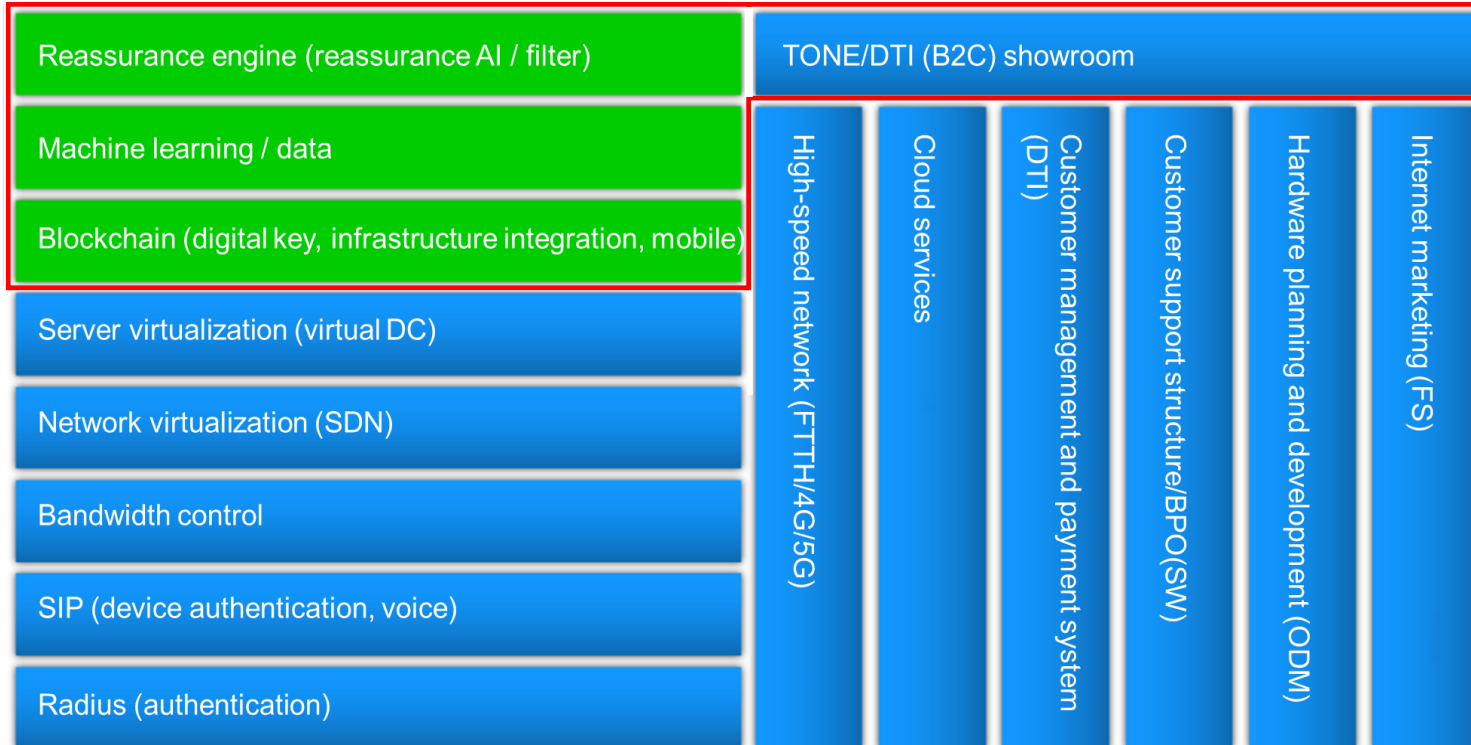 Reassurance engine (reassurance AI / filter)
TONE/DTI (B2C) showroom
Machine learning / data
Blockchain (digital key, infrastructure integration, mobile)
Server virtualization (virtual DC)
Network virtualization (SDN)
Bandwidth control
SIP (device authentication, voice)
Radius (authentication)
High-speed network (FTTH/4G/5G)
Cloud services
Customer management and payment system
(DTI)
Customer support structure/BPO(SW)
Hardware planning and development (ODM)
Internet marketing (FS)